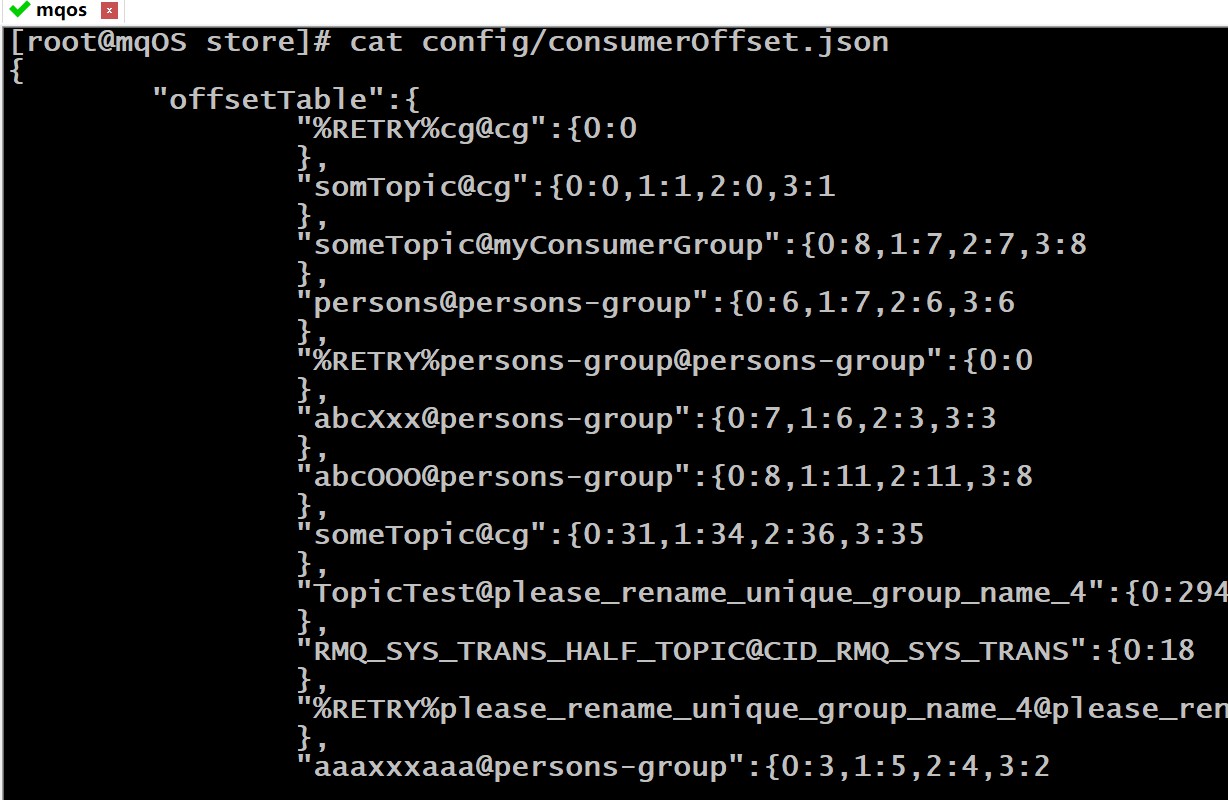 mqos x
[root@mqOS store]# cat config/consumerOffset.json
{
"offsetTable":{
"%RETRY%cg@cg":{0:0
},
"somTopic@cg":{0:0,1:1,2:0,3:1
},
"someTopic@myConsumerGroup":{0:8,1:7,2:7,3:8
},
"persons@persons-group":{0:6,1:7,2:6,3:6
},
"%RETRY%persons-group@persons-group":{0:0
},
"abcXxx@persons-group":{0:7,1:6,2:3,3:3
},
"abcOOO@persons-group":{0:8,1:11,2:11,3:8
},
"someTopic@cg":{0:31,1:34,2:36,3:35
},
"TopicTest@please_rename_unique_group_name_4":{0:294
},
"RMQ_SYS_TRANS_HALF_TOPIC@CID_RMQ_SYS_TRANS":{0:18
},
"%RETRY%please_rename_unique_group_name_4@please_ren
},
"aaaxxxaaa@persons-group":{0:3,1:5,2:4,3:2